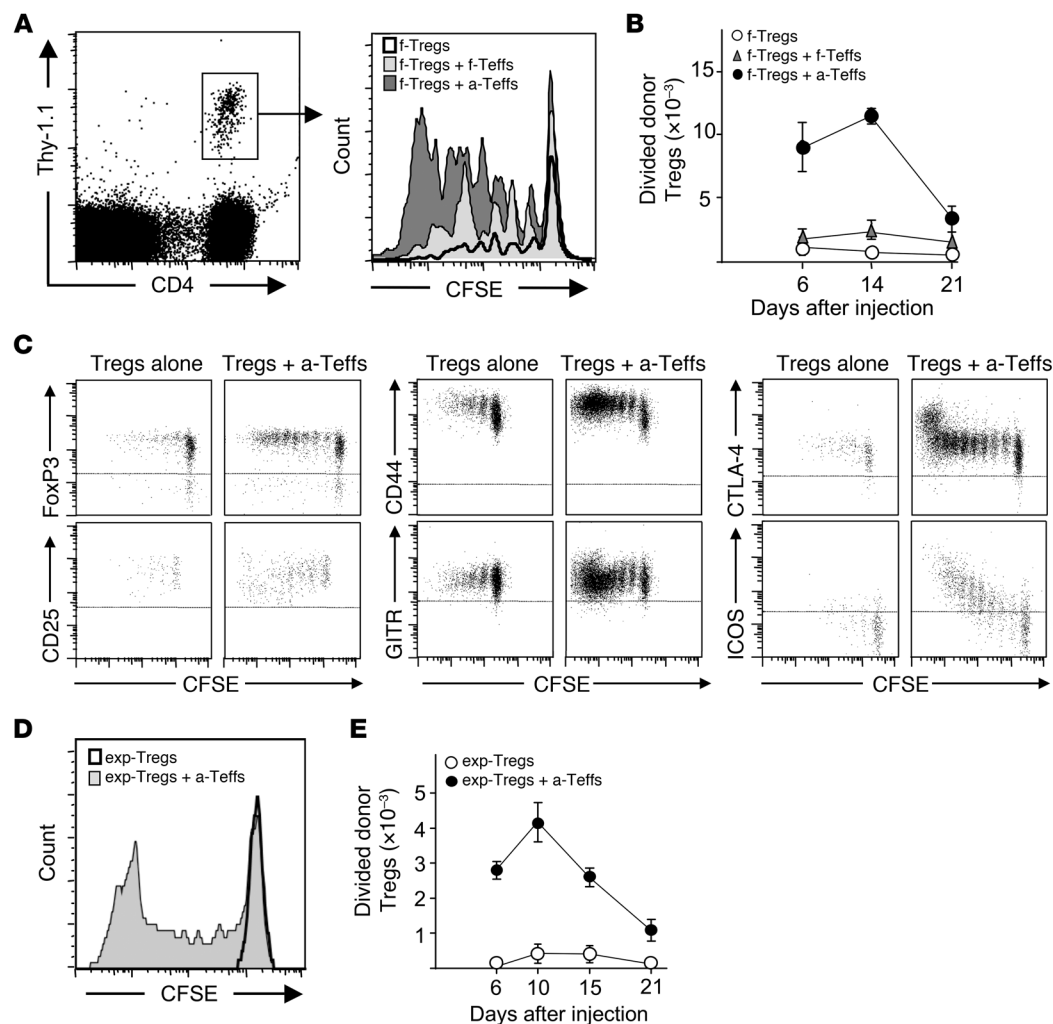 A
Thy-1.1
CD4
Count
f-Tregs
f-Tregs + f-Teffs
f-Tregs + a-Teffs
CFSE
B
f-Tregs
f-Tregs + f-Teffs
f-Tregs + a-Teffs
Divided donor
Tregs (×10⁻³)
15
10
5
6 14 21
Days after injection
C
Tregs alone Tregs + a-Teffs
FoxP3
CD25
CFSE
Tregs alone Tregs + a-Teffs
CD44
GITR
CFSE
Tregs alone Tregs + a-Teffs
CTLA-4
ICOS
CFSE
D
exp-Tregs
exp-Tregs + a-Teffs
Count
CFSE
E
exp-Tregs
exp-Tregs + a-Teffs
Divided donor
Tregs (×10⁻³)
5
4
3
2
1
6 10 15 21
Days after injection